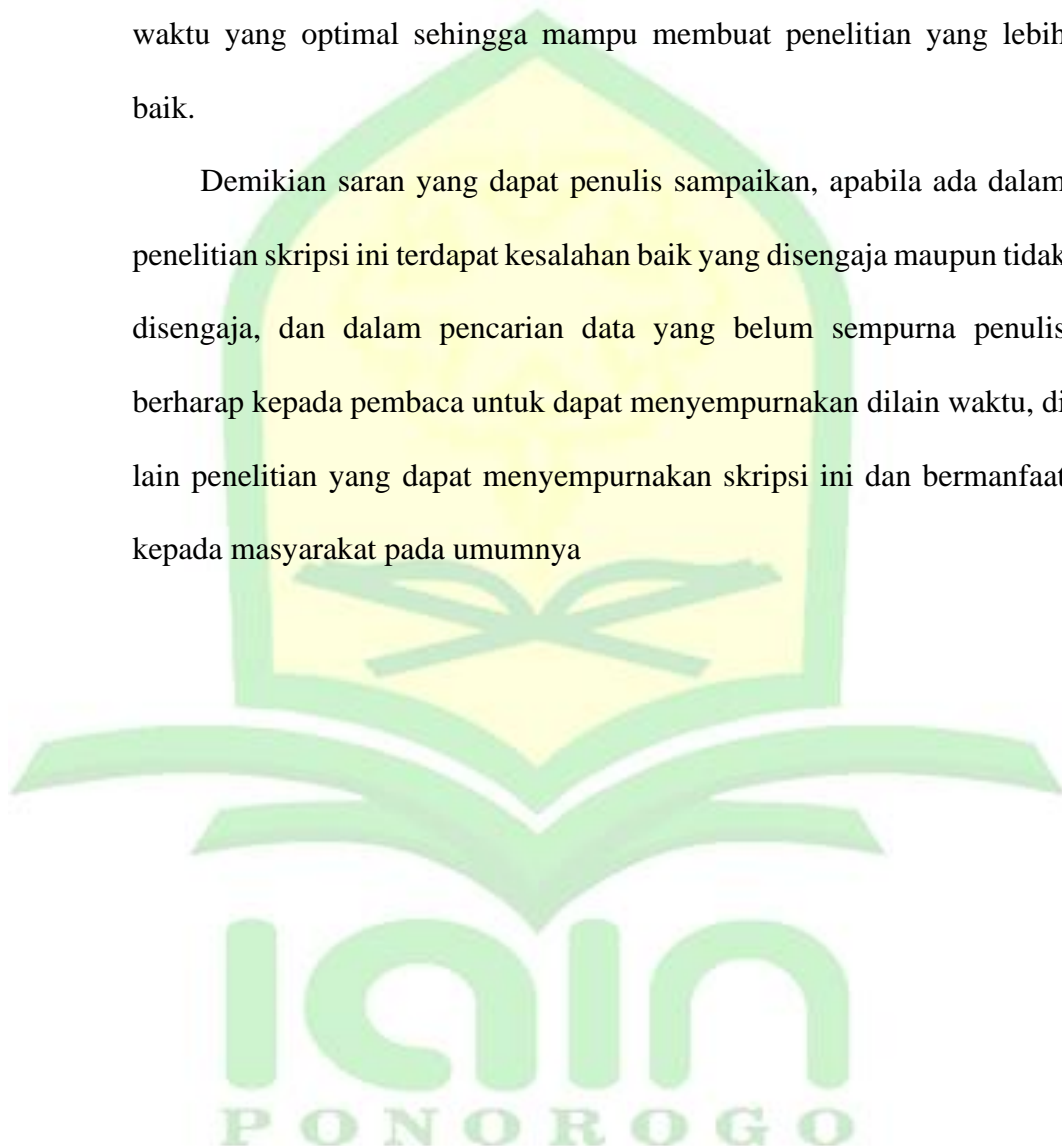 waktu yang optimal sehingga mampu membuat penelitian yang lebih
baik.
Demikian saran yang dapat penulis sampaikan, apabila ada dalam
penelitian skripsi ini terdapat kesalahan baik yang disengaja maupun tidak
disengaja, dan dalam pencarian data yang belum sempurna penulis
berharap kepada pembaca untuk dapat menyempurnakan dilain waktu, di
lain penelitian yang dapat menyempurnakan skripsi ini dan bermanfaat
kepada masyarakat pada umumnya
iain
PONOROGO